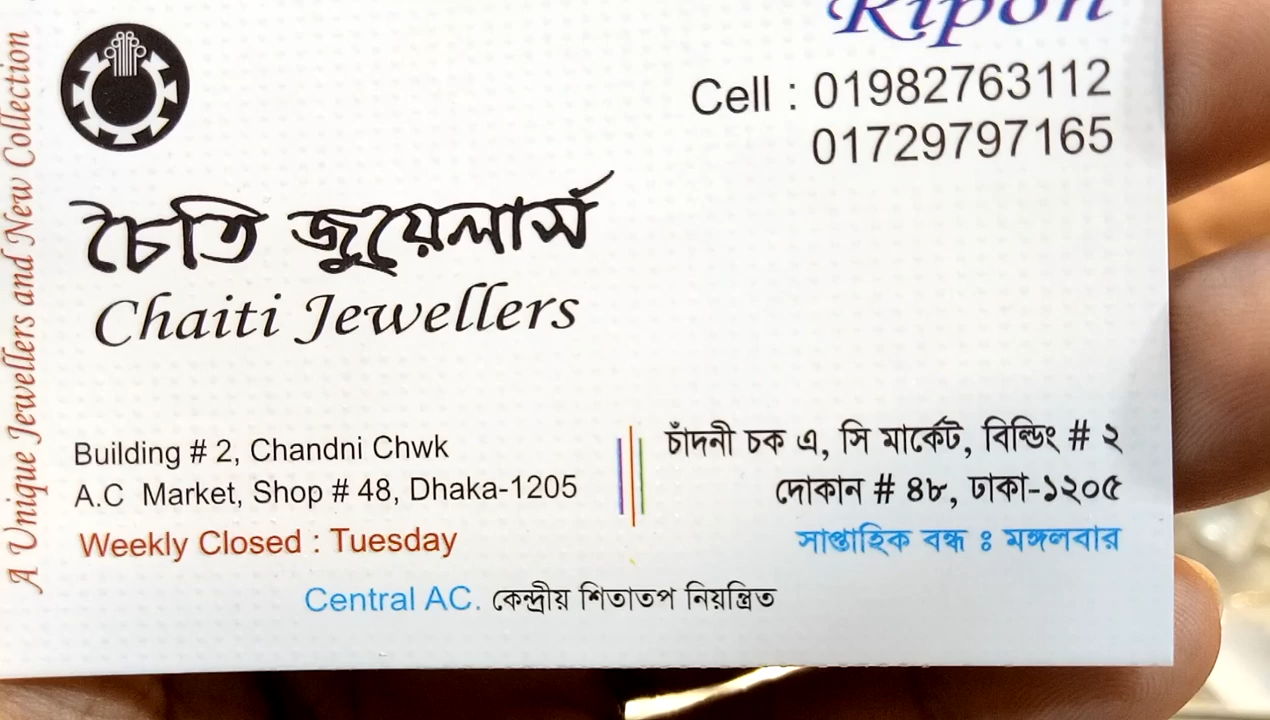 Ripon
Cell : 01982763112
01729797165
A Unique Jewellers and New Collection
চৈতি জুয়েলার্স
Chaiti Jewellers
Building # 2, Chandni Chwk
A.C Market, Shop # 48, Dhaka-1205
Weekly Closed : Tuesday
চাঁদনী চক এ, সি মার্কেট, বিল্ডিং # ২
দোকান # ৪৮, ঢাকা-১২০৫
সাপ্তাহিক বন্ধ ঃ মঙ্গলবার
Central AC. কেন্দ্রীয় শিতাতপ নিয়ন্ত্রিত